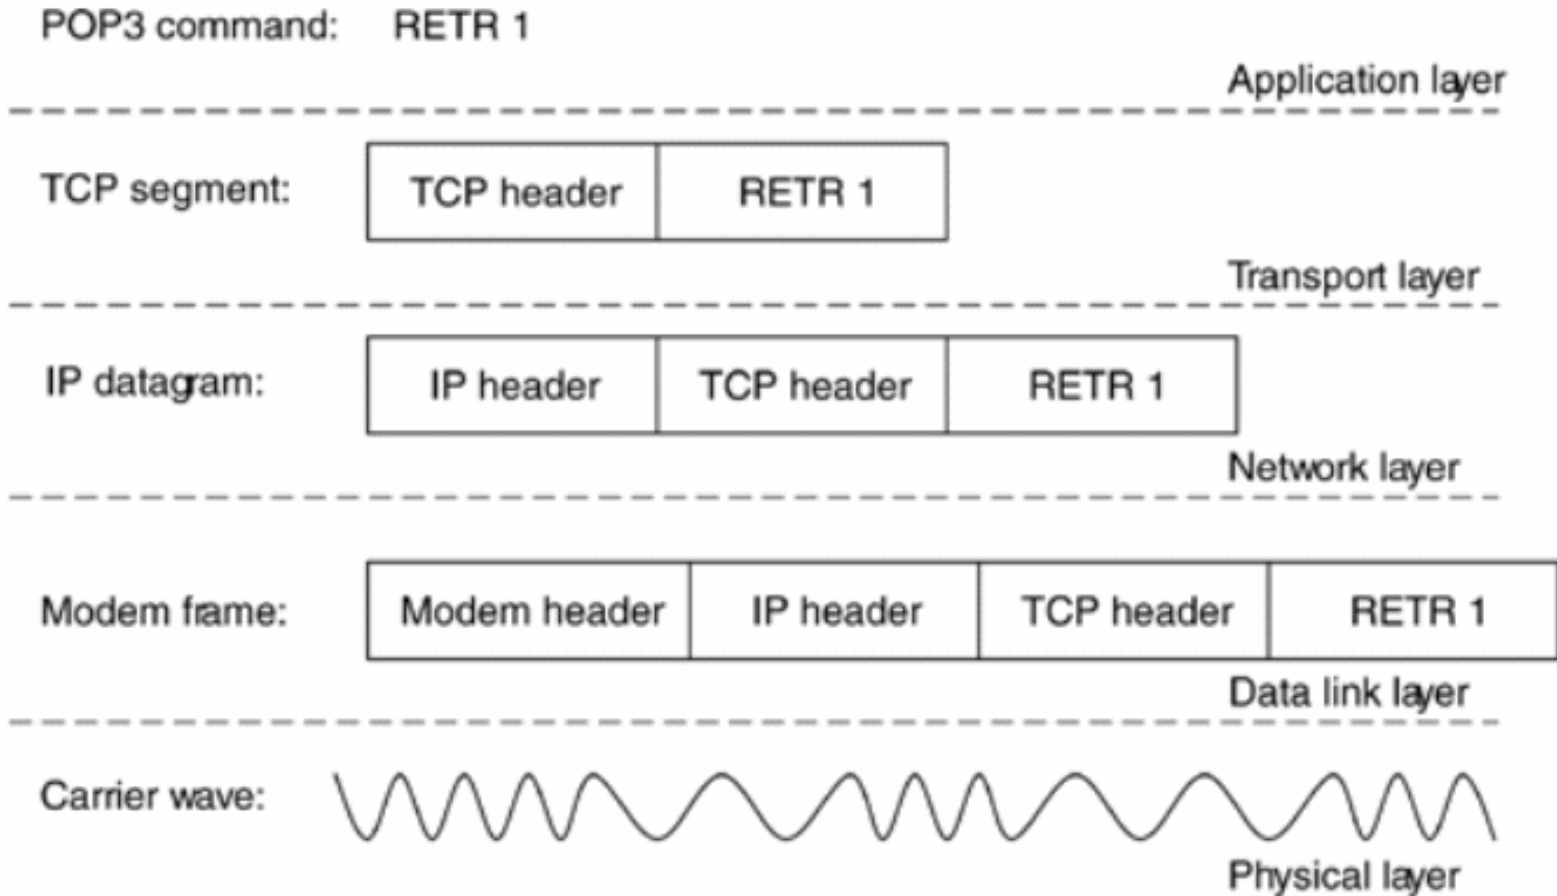 POP3 command: RETR 1
Application layer
TCP segment: TCP header RETR 1
Transport layer
IP datagram: IP header TCP header RETR 1
Network layer
Modem frame: Modem header IP header TCP header RETR 1
Data link layer
Carrier wave:
Physical layer